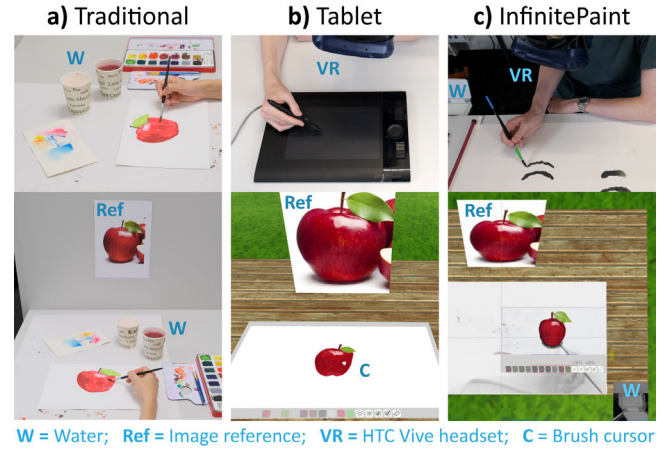 a) Traditional b) Tablet c) InfinitePaint
W VR VR
W
Ref Ref Ref
W C W
W = Water; Ref = Image reference; VR = HTC Vive headset; C = Brush cursor